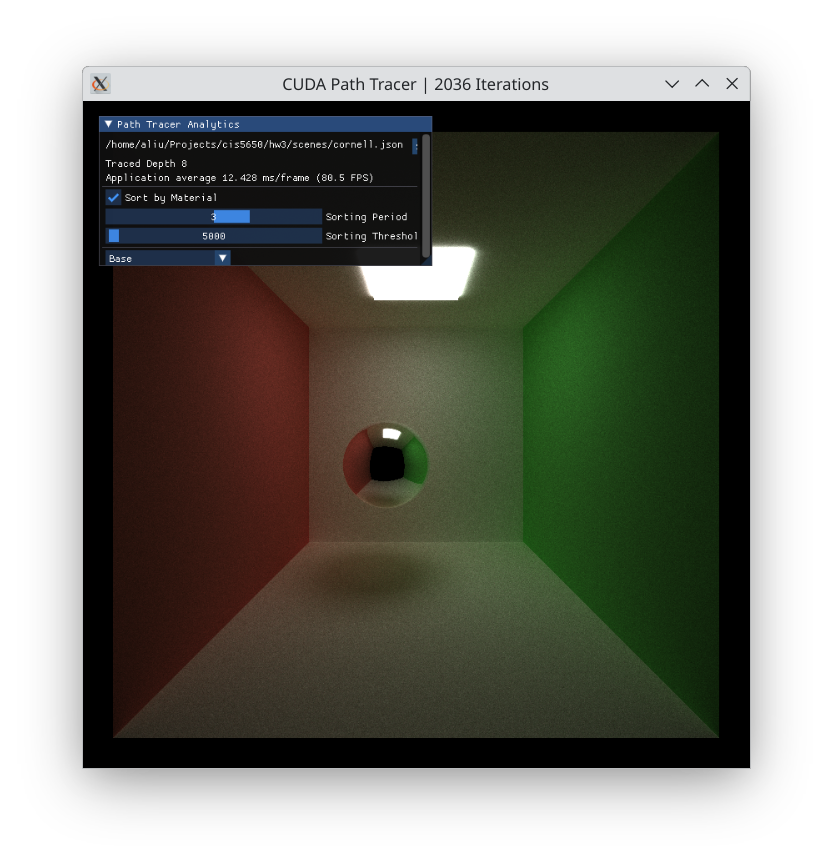 CUDA Path Tracer | 2036 Iterations
Path Tracer Analytics
/home/aliu/Projects/cis5650/hw3/scenes/cornell.json
Traced Depth 8
Application average 12.428 ms/frame (80.5 FPS)
Sort by Material
3 Sorting Period
5000 Sorting Threshol
Base